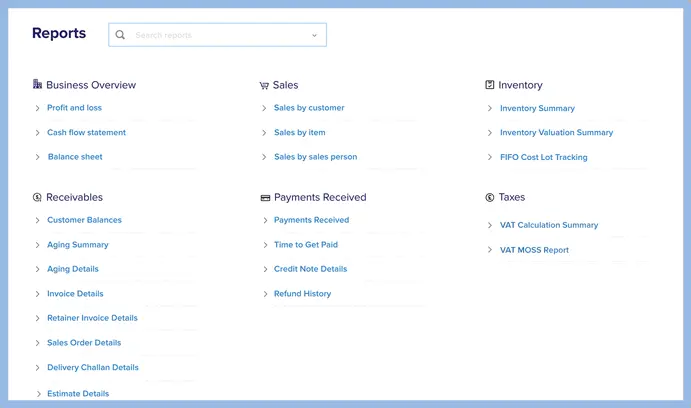 Reports
Search reports
Business Overview
Profit and loss
Cash flow statement
Balance sheet
Sales
Sales by customer
Sales by item
Sales by sales person
Inventory
Inventory Summary
Inventory Valuation Summary
FIFO Cost Lot Tracking
Receivables
Customer Balances
Aging Summary
Aging Details
Invoice Details
Retainer Invoice Details
Sales Order Details
Delivery Challan Details
Estimate Details
Payments Received
Payments Received
Time to Get Paid
Credit Note Details
Refund History
Taxes
VAT Calculation Summary
VAT MOSS Report